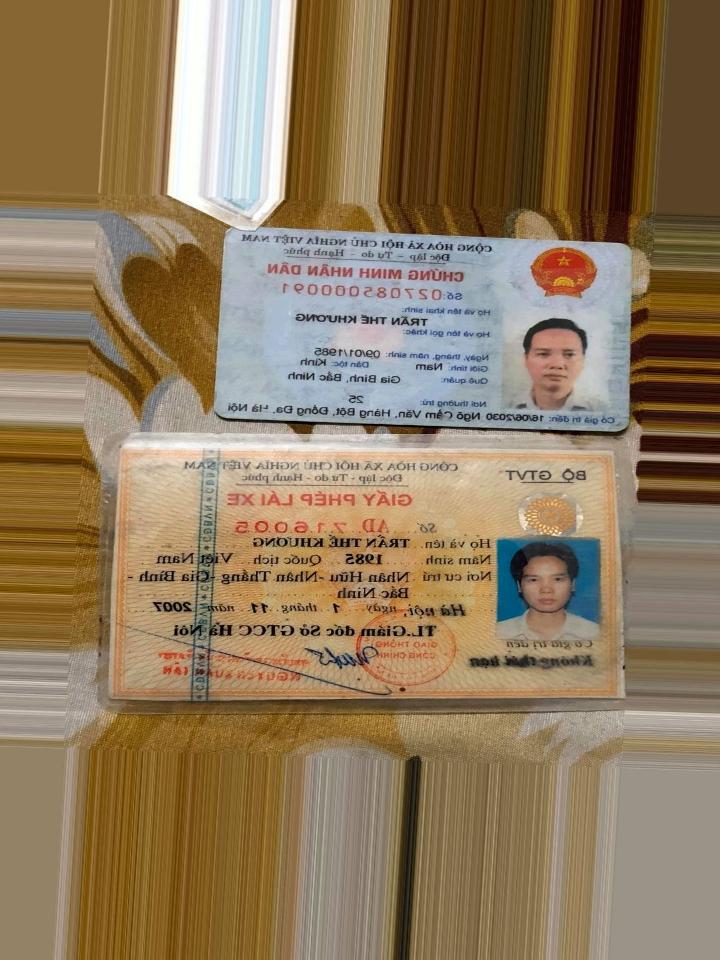 CỘNG HÒA XÃ HỘI CHỦ NGHĨA VIỆT NAM
Độc lập - Tự do - Hạnh phúc
CHỨNG MINH NHÂN DÂN
Số: 027085000091
Họ và tên khai sinh:
TRẦN THẾ KHƯƠNG
Họ và tên gọi khác:
Ngày, tháng, năm sinh: 09/01/1985
Giới tính: Nam Dân tộc: Kinh
Quê quán: Gia Bình, Bắc Ninh
Nơi thường trú: 25
Có giá trị đến: 16/06/2030 Ngõ Cẩm Văn, Hàng Bột, Đống Đa, Hà Nội
BỘ GTVT
CỘNG HÒA XÃ HỘI CHỦ NGHĨA VIỆT NAM
Độc lập - Tự do - Hạnh phúc
GIẤY PHÉP LÁI XE
Số AD 716005
Họ và tên. TRẦN THẾ KHƯƠNG
Năm sinh 1985 Quốc tịch. Việt Nam
Nơi cư trú Nhân Hữu -Nhân Thắng -Gia Bình -
Bắc Ninh
Hà nội, ngày 1 tháng 11 năm 2007
TL.Giám đốc Sở GTCC Hà Nội
Có giá trị đến
Không thời hạn
GIAO THÔNG
CÔNG CHÍNH
NGUYỄN XUÂN TÂN